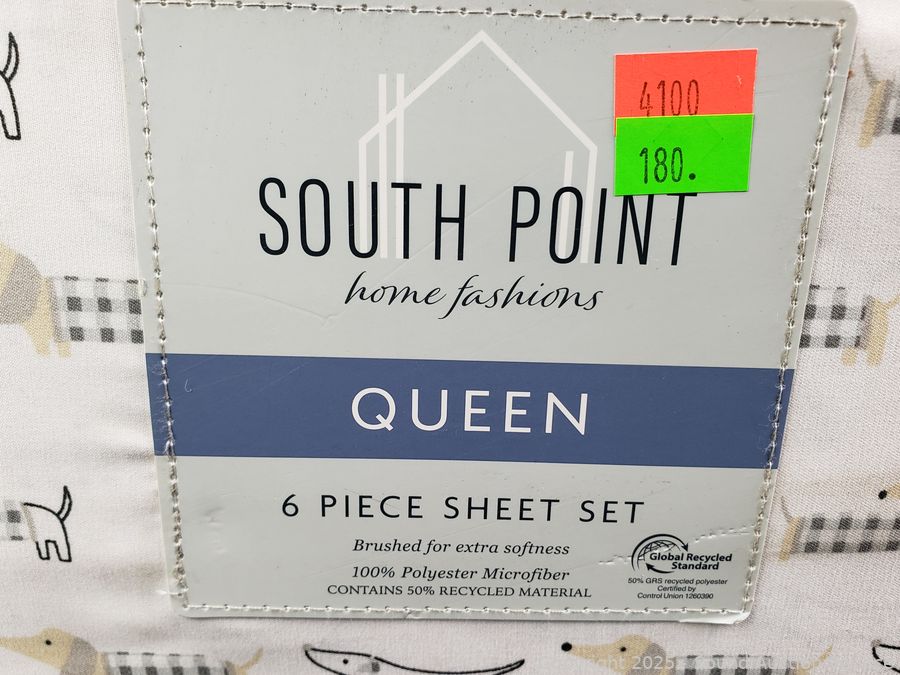 4100
180.
SOUTH POINT
home fashions
QUEEN
6 PIECE SHEET SET
Brushed for extra softness
100% Polyester Microfiber
CONTAINS 50% RECYCLED MATERIAL
Global Recycled
Standard
50% GRS recycled polyester
Certified by
Control Union 1260390
2025